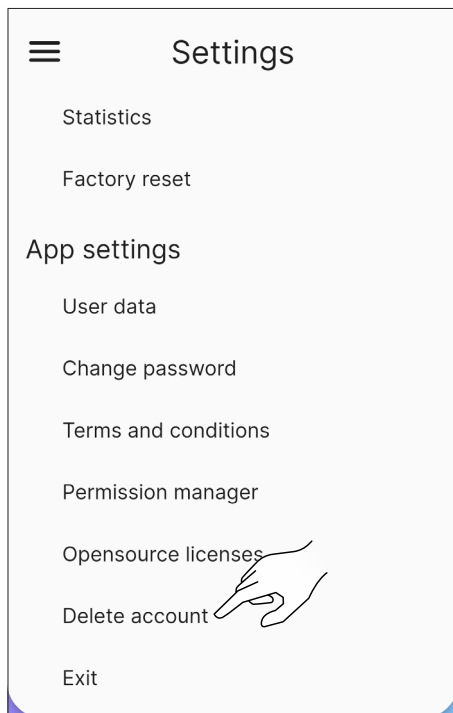 Settings
Statistics
Factory reset
App settings
User data
Change password
Terms and conditions
Permission manager
Opensource licenses
Delete account
Exit